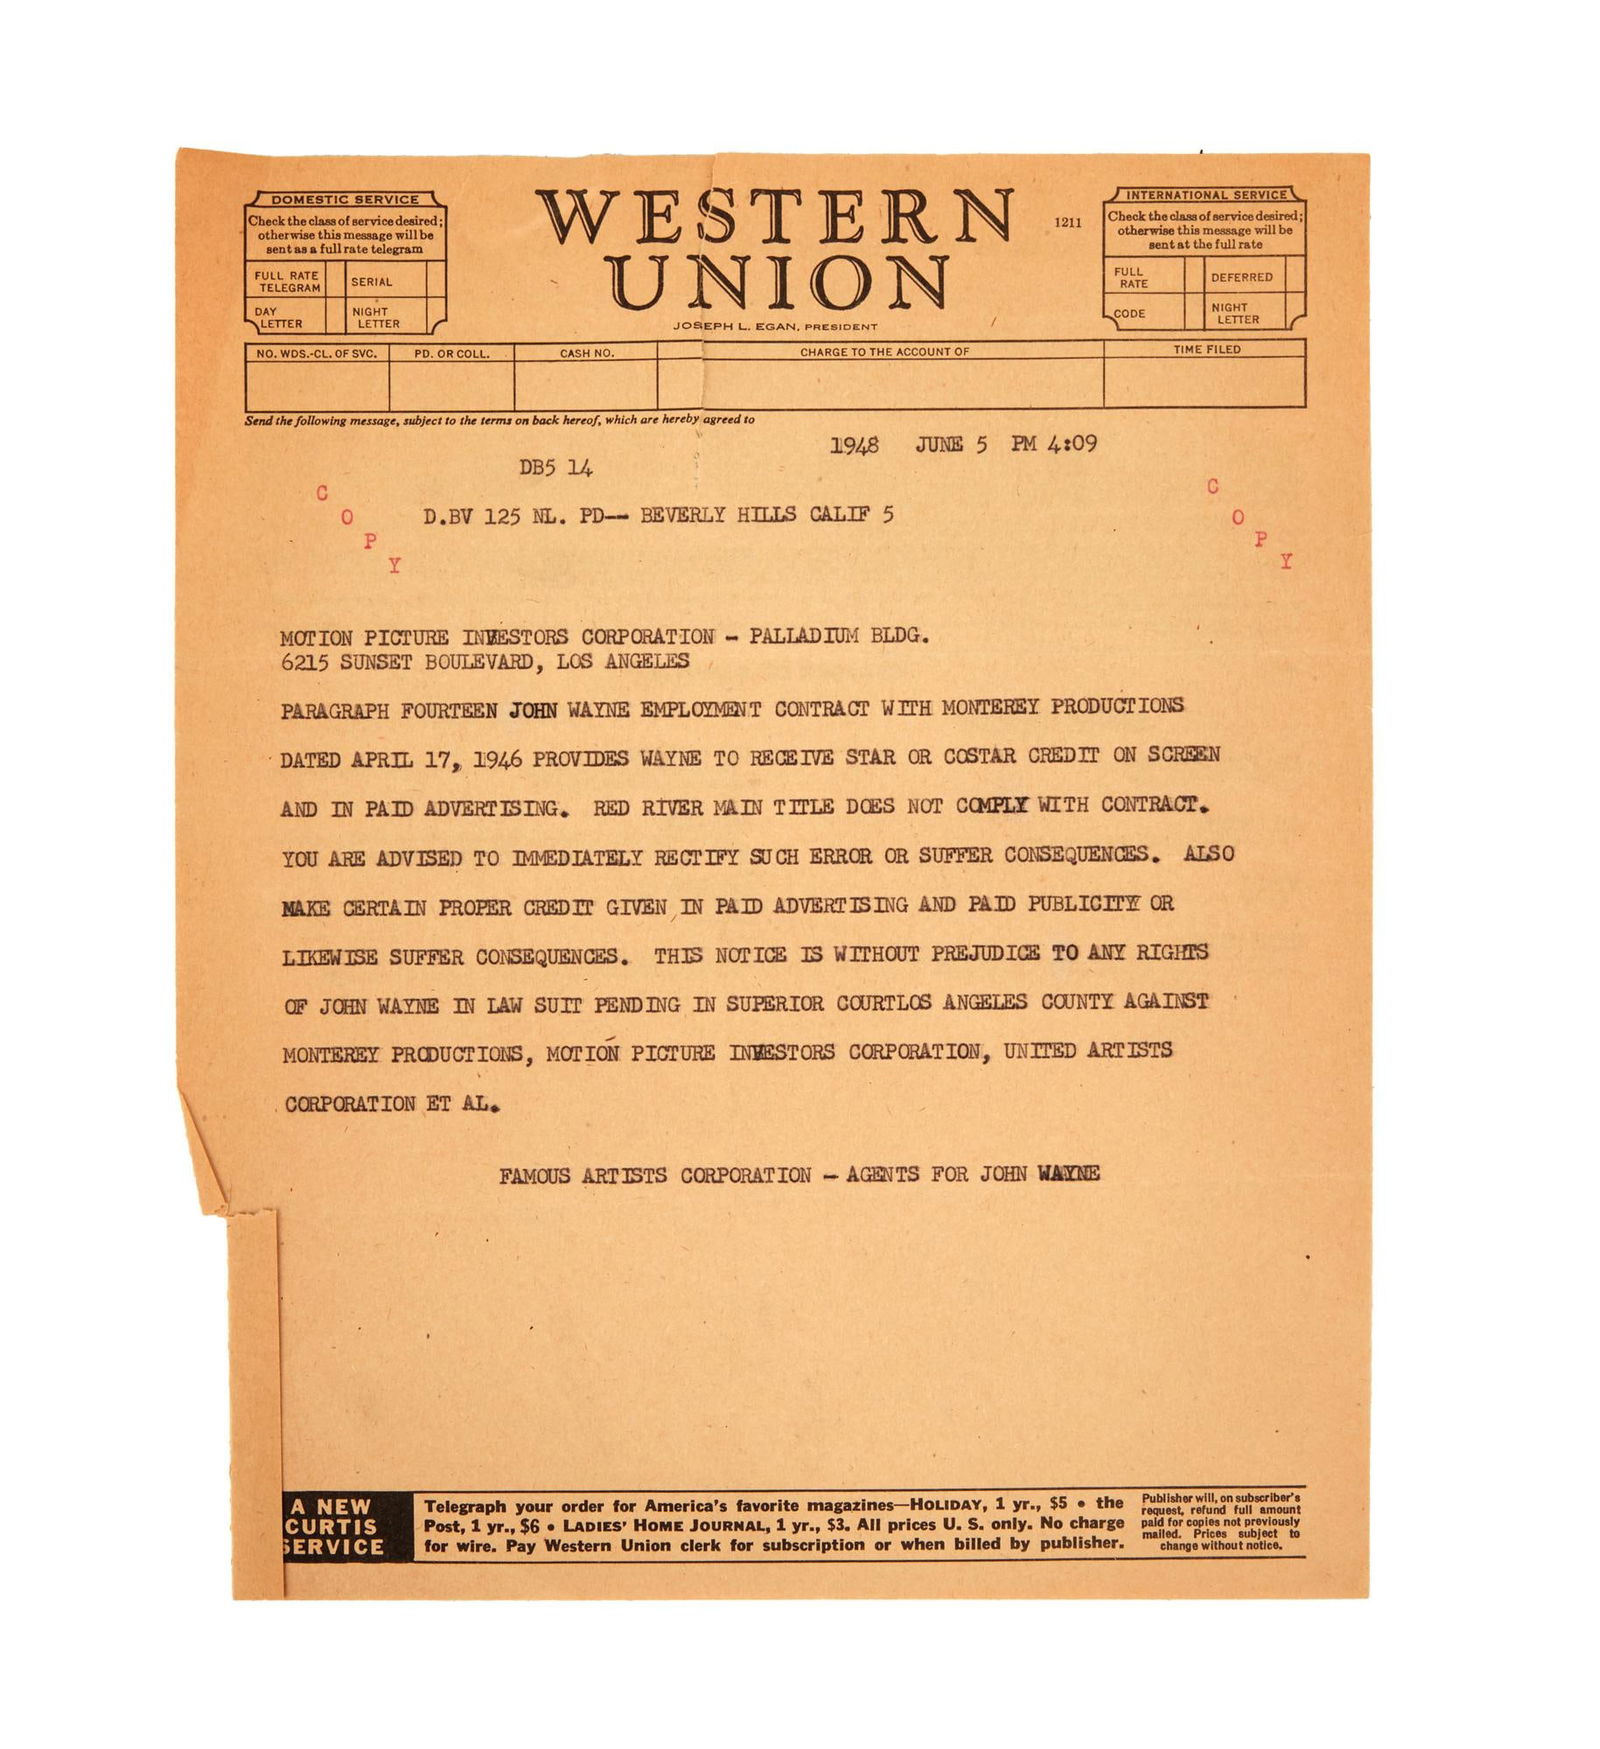 DOMESTIC SERVICE
Check the class of service desired;
otherwise this message will be
sent as a full rate telegram
FULL RATE TELEGRAM SERIAL
DAY LETTER NIGHT LETTER
WESTERN
UNION
1211
JOSEPH L. EGAN, PRESIDENT
INTERNATIONAL SERVICE
Check the class of service desired;
otherwise this message will be
sent at the full rate
FULL RATE DEFERRED
CODE NIGHT LETTER
NO. WDS.-CL. OF SVC. PD. OR COLL. CASH NO. CHARGE TO THE ACCOUNT OF TIME FILED
Send the following message, subject to the terms on back hereof, which are hereby agreed to
1948 JUNE 5 PM 4:09
DB5 14
COPY
COPY
D.BV 125 NL. PD-- BEVERLY HILLS CALIF 5
MOTION PICTURE INVESTORS CORPORATION - PALLADIUM BLDG.
6215 SUNSET BOULEVARD, LOS ANGELES
PARAGRAPH FOURTEEN JOHN WAYNE EMPLOYMENT CONTRACT WITH MONTEREY PRODUCTIONS
DATED APRIL 17, 1946 PROVIDES WAYNE TO RECEIVE STAR OR COSTAR CREDIT ON SCREEN
AND IN PAID ADVERTISING. RED RIVER MAIN TITLE DOES NOT COMPLY WITH CONTRACT.
YOU ARE ADVISED TO IMMEDIATELY RECTIFY SUCH ERROR OR SUFFER CONSEQUENCES. ALSO
MAKE CERTAIN PROPER CREDIT GIVEN IN PAID ADVERTISING AND PAID PUBLICITY OR
LIKEWISE SUFFER CONSEQUENCES. THIS NOTICE IS WITHOUT PREJUDICE TO ANY RIGHTS
OF JOHN WAYNE IN LAW SUIT PENDING IN SUPERIOR COURTLOS ANGELES COUNTY AGAINST
MONTEREY PRODUCTIONS, MOTION PICTURE INVESTORS CORPORATION, UNITED ARTISTS
CORPORATION ET AL.
FAMOUS ARTISTS CORPORATION - AGENTS FOR JOHN WAYNE
A NEW
CURTIS
SERVICE
Telegraph your order for America's favorite magazines—HOLIDAY, 1 yr., $5 • the
Post, 1 yr., $6 • LADIES' HOME JOURNAL, 1 yr., $3. All prices U. S. only. No charge
for wire. Pay Western Union clerk for subscription or when billed by publisher.
Publisher will, on subscriber's
request, refund full amount
paid for copies not previously
mailed. Prices subject to
change without notice.